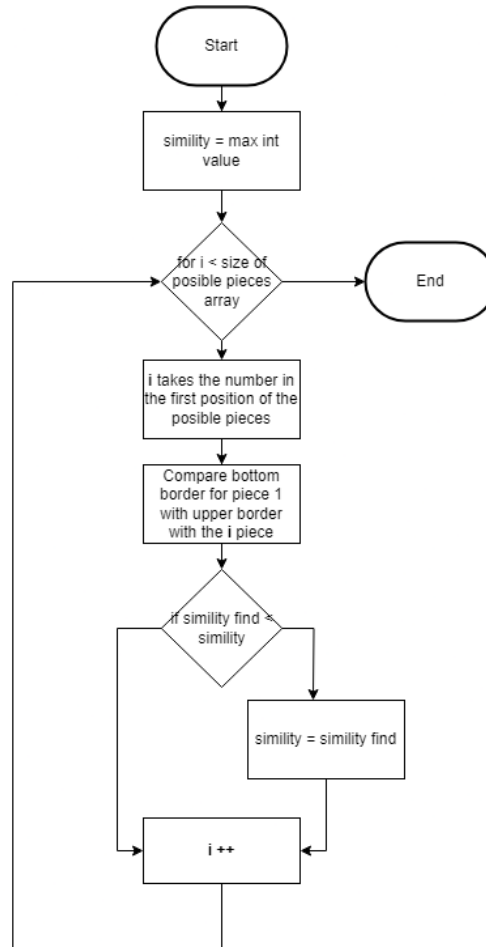 Start
simility = max int
value
for i < size of
posible pieces
array
End
i takes the number in
the first position of the
posible pieces
Compare bottom
border for piece 1
with upper border
with the i piece
if simility find <
simility
simility = simility find
i ++